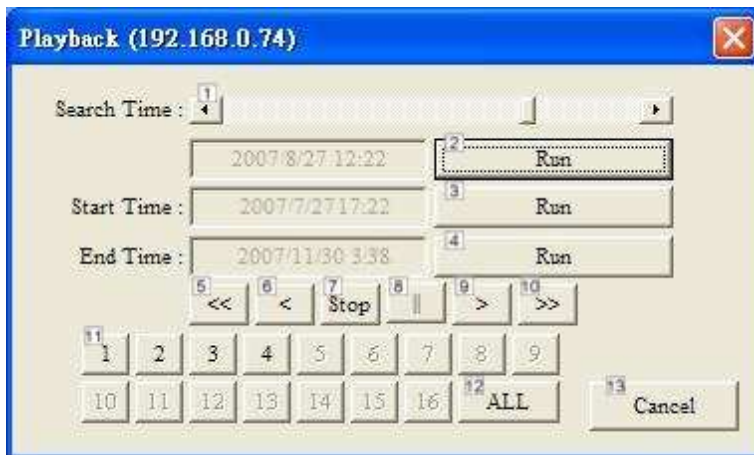 Playback (192.168.0.74)
1
Search Time :
2007/8/27 12:22 2 Run
Start Time : 2007/7/27 17:22 3 Run
End Time : 2007/11/30 3:38 4 Run
5 << 6 < 7 Stop 8 || 9 > 10 >>
11 1 2 3 4 5 6 7 8 9
10 11 12 13 14 15 16 12 ALL 13 Cancel